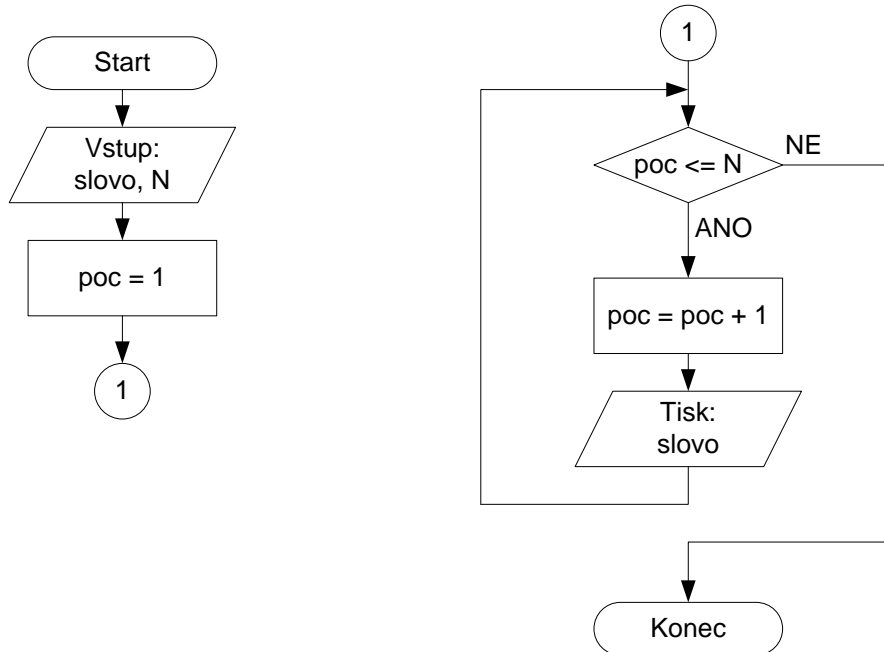 Start
Vstup:
slovo, N
poc = 1
1
1
poc <= N
NE
ANO
poc = poc + 1
Tisk:
slovo
Konec